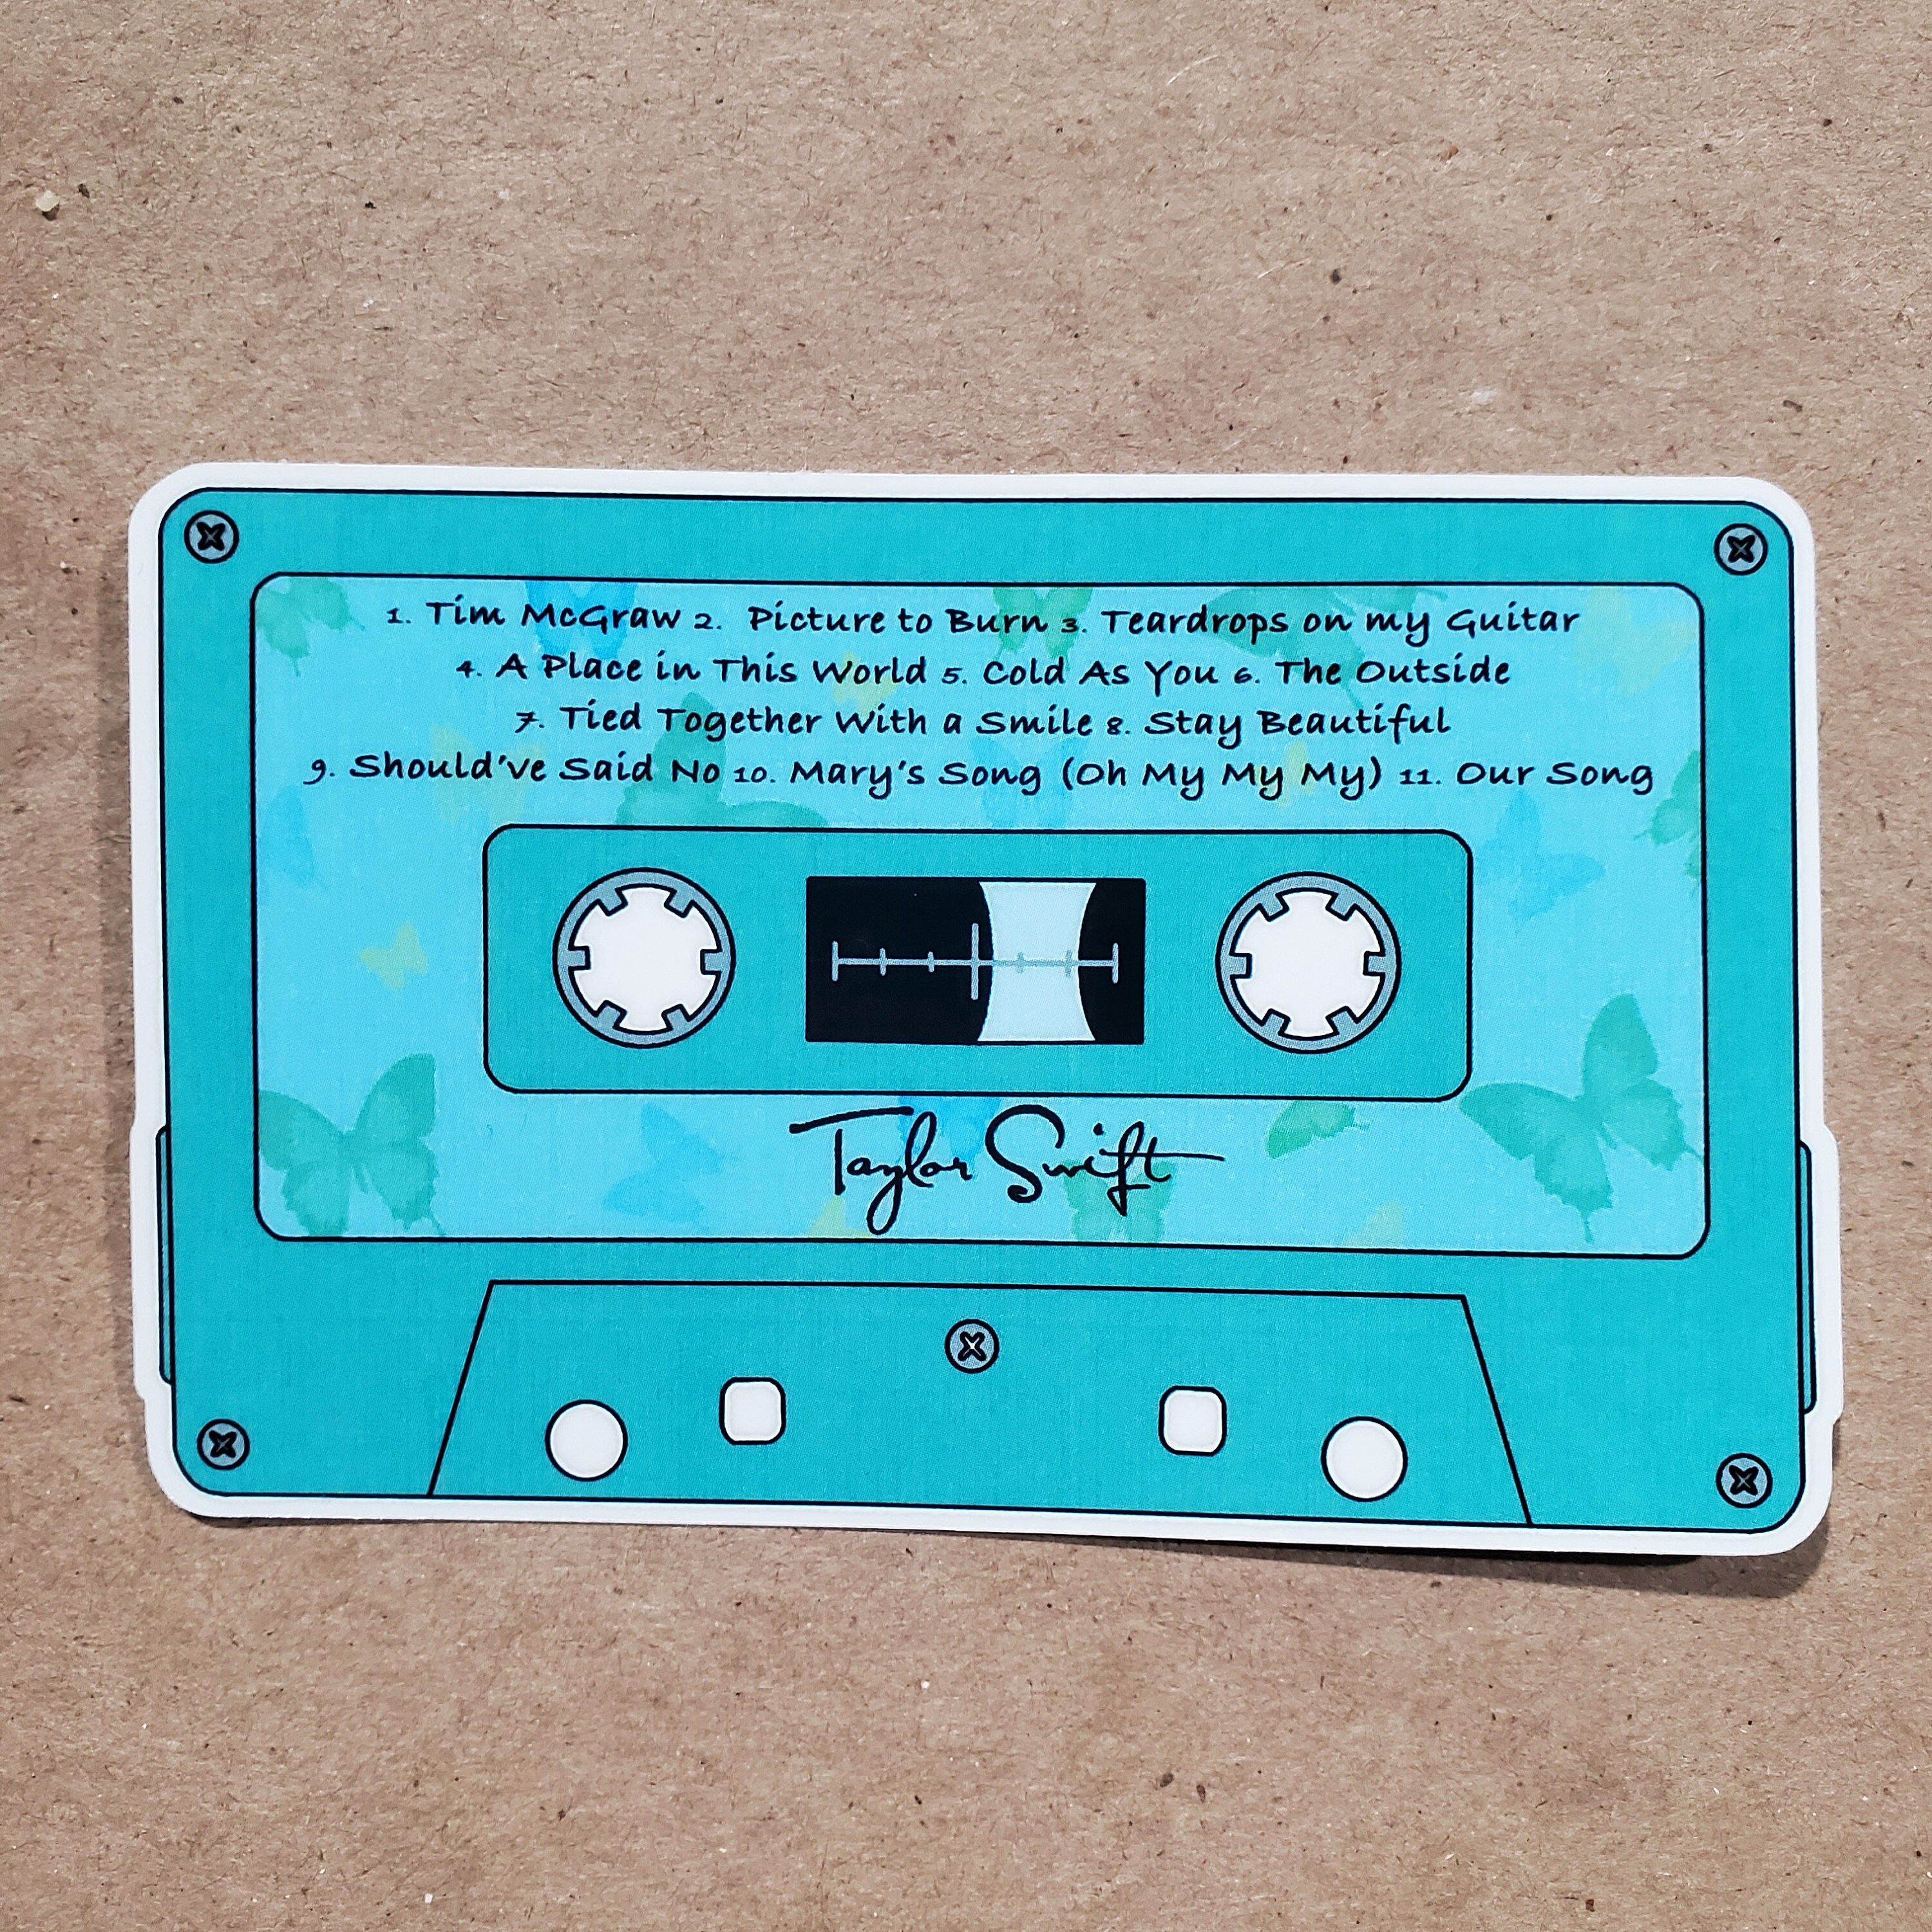 1. Tim McGraw 2. Picture to Burn 3. Teardrops on my Guitar
4. A Place in This World 5. Cold As You 6. The Outside
7. Tied Together With a Smile 8. Stay Beautiful
9. Should've Said No 10. Mary's Song (Oh My My My) 11. Our Song
Taylor Swift